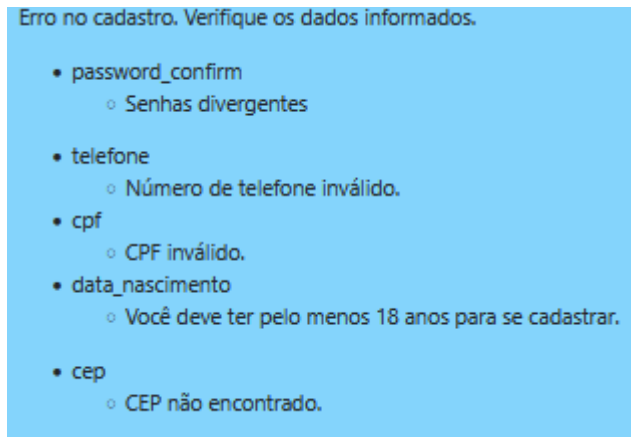 Erro no cadastro. Verifique os dados informados.
• password_confirm
◦ Senhas divergentes
• telefone
◦ Número de telefone inválido.
• cpf
◦ CPF inválido.
• data_nascimento
◦ Você deve ter pelo menos 18 anos para se cadastrar.
• cep
◦ CEP não encontrado.